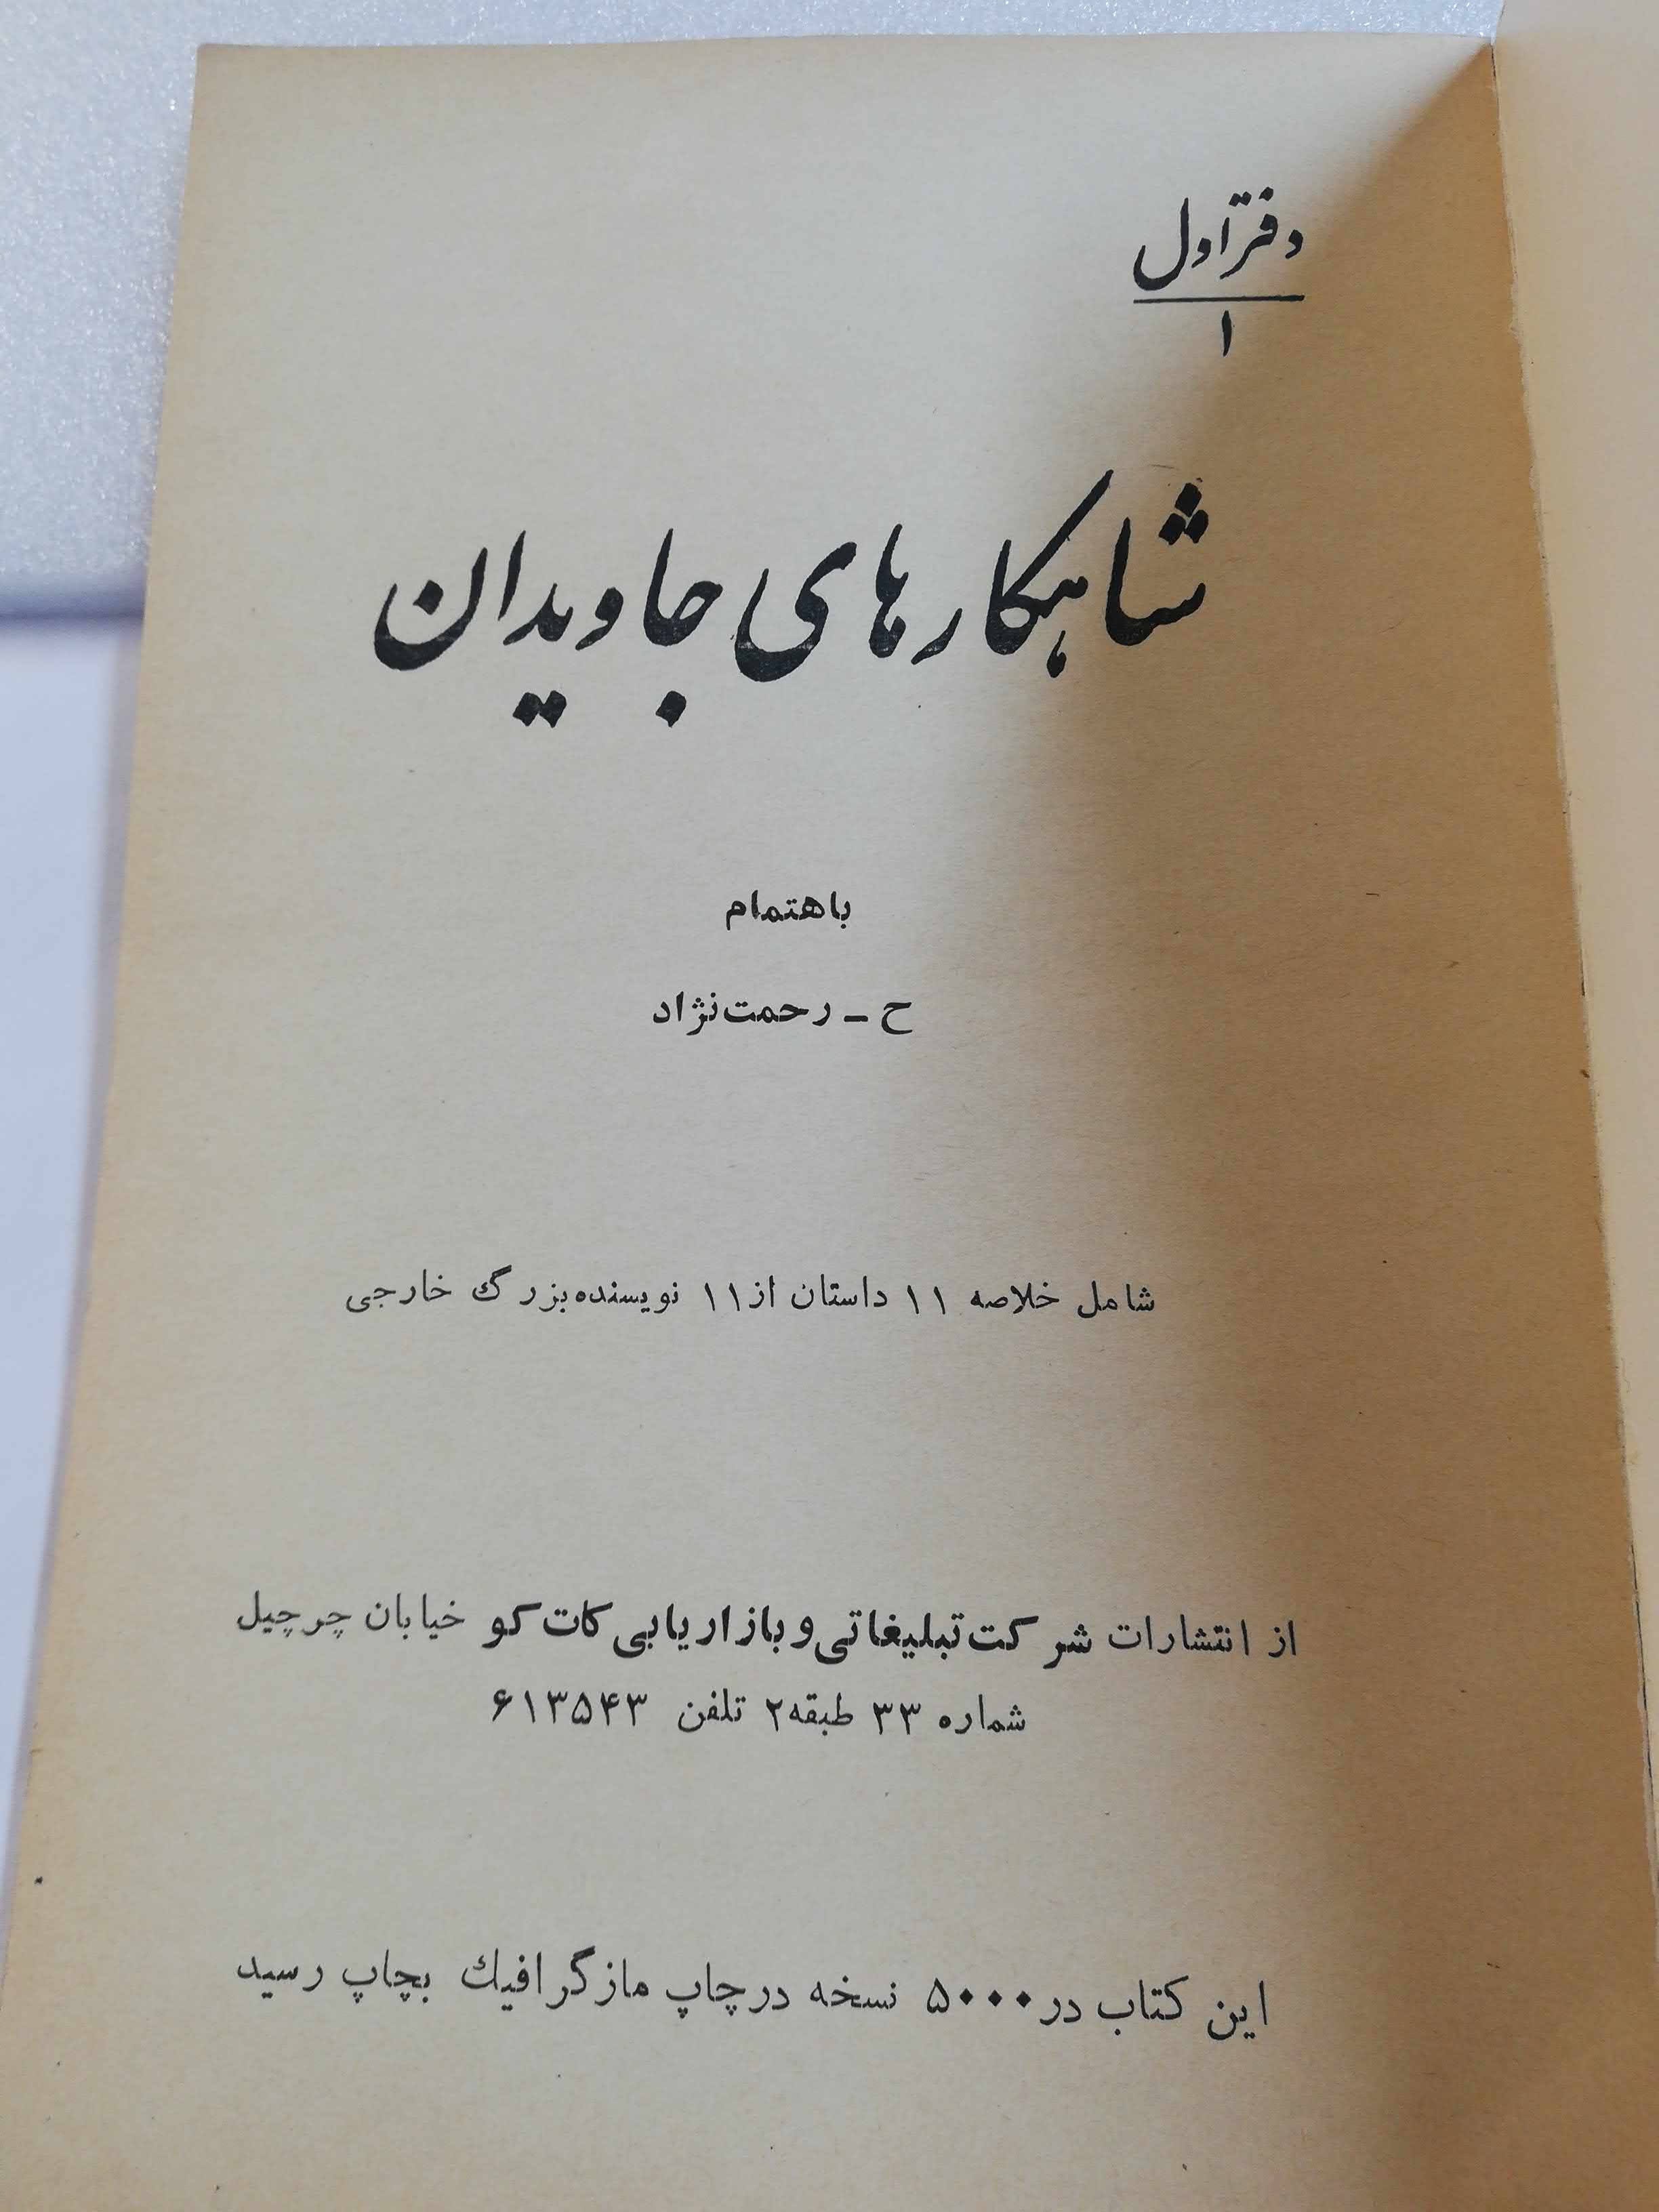 دفتر اول
۱
شاهکارهای جاویدان
باهتمام
ح ـ رحمت‌نژاد
شامل خلاصه ۱۱ داستان از ۱۱ نویسنده بزرگ خارجی
از انتشارات شرکت تبلیغاتی و بازاریابی کات کو خیابان چرچیل
شماره ۳۳ طبقه ۲ تلفن ۶۱۳۵۴۳
این کتاب در ۵۰۰۰ نسخه در چاپ مازگرافیك بچاپ رسید